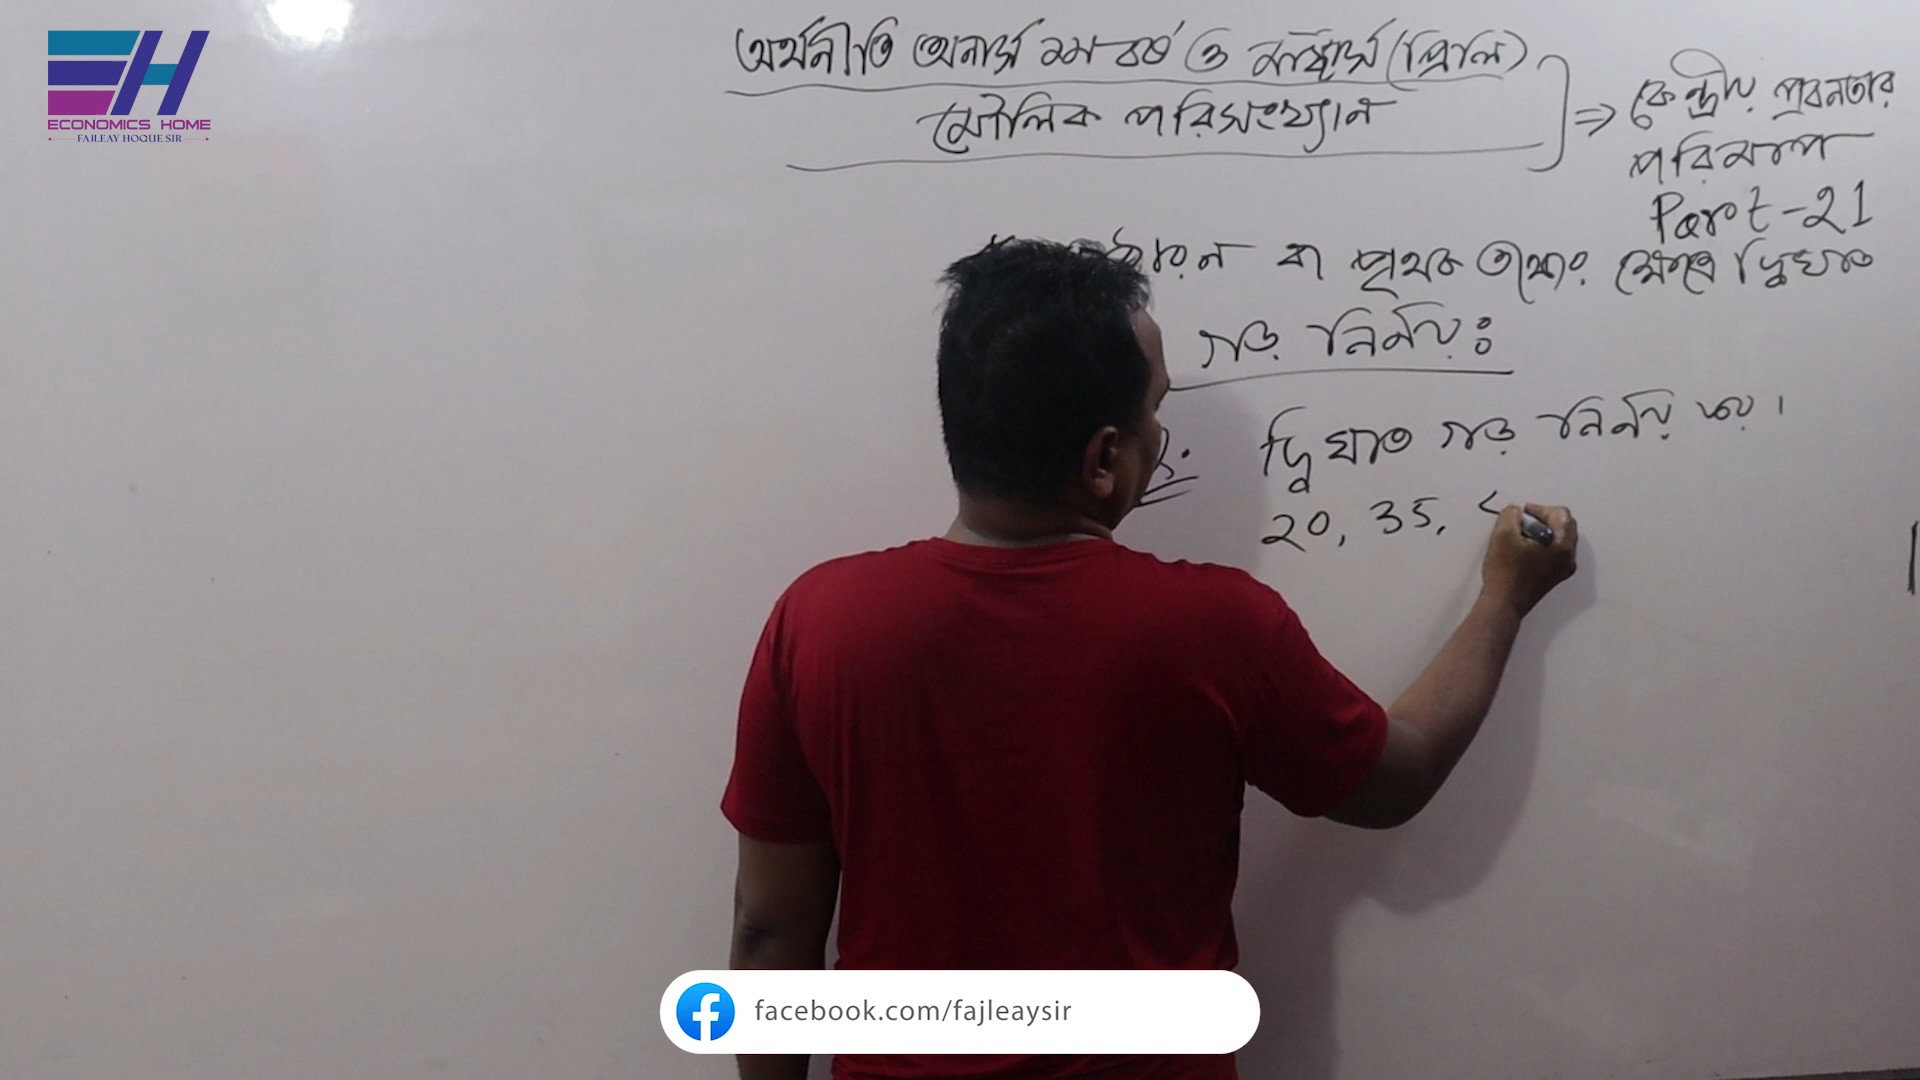 ECONOMICS HOME
FAJLEAY HOQUE SIR
অর্থনীতি অনার্স ১ম বর্ষ ও মাস্টার্স (প্রিলি)
মৌলিক পরিসংখ্যান
⇒ কেন্দ্রীয় প্রবনতার
পরিমাপ
Part-21
বা পৃথক তথ্যের ক্ষেত্রে দ্বিঘাত
গড় নির্ণয়ঃ
দ্বিঘাত গড় নির্ণয় কর।
20, 35,
facebook.com/fajleaysir